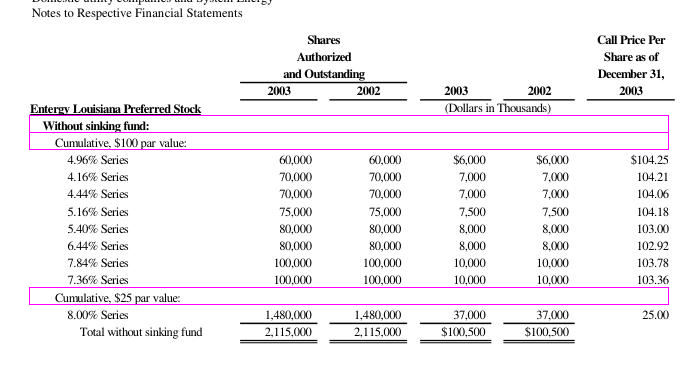 Domestic utility companies and System Energy
Notes to Respective Financial Statements
Shares Call Price Per
Authorized Share as of
and Outstanding December 31,
2003 2002 2003 2002 2003
Entergy Louisiana Preferred Stock (Dollars in Thousands)
Without sinking fund:
Cumulative, $100 par value:
4.96% Series 60,000 60,000 $6,000 $6,000 $104.25
4.16% Series 70,000 70,000 7,000 7,000 104.21
4.44% Series 70,000 70,000 7,000 7,000 104.06
5.16% Series 75,000 75,000 7,500 7,500 104.18
5.40% Series 80,000 80,000 8,000 8,000 103.00
6.44% Series 80,000 80,000 8,000 8,000 102.92
7.84% Series 100,000 100,000 10,000 10,000 103.78
7.36% Series 100,000 100,000 10,000 10,000 103.36
Cumulative, $25 par value:
8.00% Series 1,480,000 1,480,000 37,000 37,000 25.00
Total without sinking fund 2,115,000 2,115,000 $100,500 $100,500